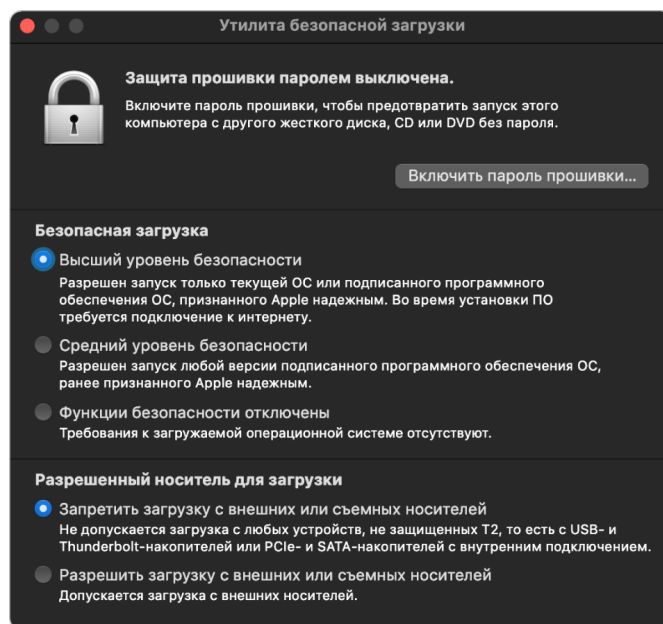 Утилита безопасной загрузки
Защита прошивки паролем выключена.
Включите пароль прошивки, чтобы предотвратить запуск этого
компьютера с другого жесткого диска, CD или DVD без пароля.
Включить пароль прошивки...
Безопасная загрузка
Высший уровень безопасности
Разрешен запуск только текущей ОС или подписанного программного
обеспечения ОС, признанного Apple надежным. Во время установки ПО
требуется подключение к интернету.
Средний уровень безопасности
Разрешен запуск любой версии подписанного программного обеспечения ОС,
ранее признанного Apple надежным.
Функции безопасности отключены
Требования к загружаемой операционной системе отсутствуют.
Разрешенный носитель для загрузки
Запретить загрузку с внешних или съемных носителей
Не допускается загрузка с любых устройств, не защищенных T2, то есть с USB- и
Thunderbolt-накопителей или PCIe- и SATA-накопителей с внутренним подключением.
Разрешить загрузку с внешних или съемных носителей
Допускается загрузка с внешних носителей.